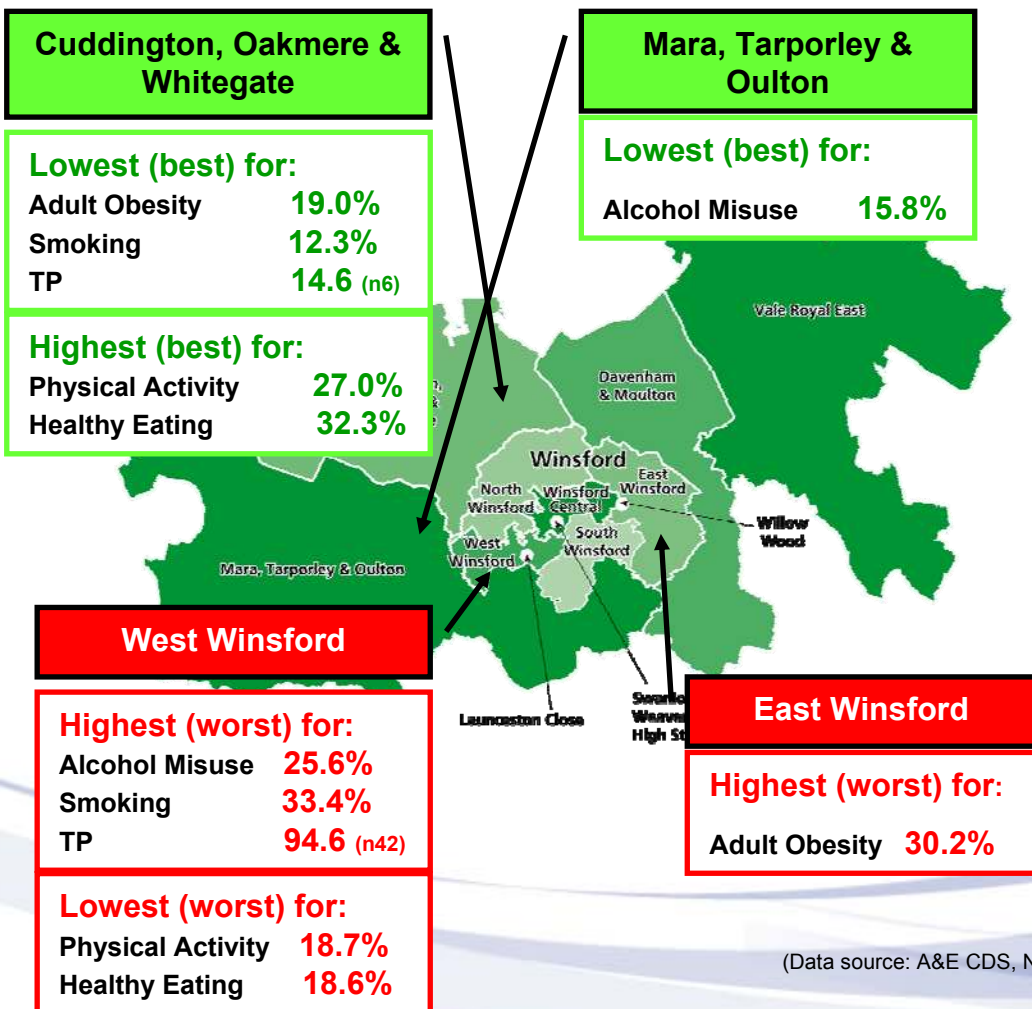 Cuddington, Oakmere &
Whitegate
Lowest (best) for:
Adult Obesity 19.0%
Smoking 12.3%
TP 14.6 (n6)
Highest (best) for:
Physical Activity 27.0%
Healthy Eating 32.3%
Mara, Tarporley &
Oulton
Lowest (best) for:
Alcohol Misuse 15.8%
Vale Royal East
Davenham
& Moulton
Winsford
North
Winsford
Winsford
Central
East
Winsford
West
Winsford
South
Winsford
Willow
Wood
Mara, Tarporley & Oulton
Launceston Close
High St
West Winsford
Highest (worst) for:
Alcohol Misuse 25.6%
Smoking 33.4%
TP 94.6 (n42)
Lowest (worst) for:
Physical Activity 18.7%
Healthy Eating 18.6%
East Winsford
Highest (worst) for:
Adult Obesity 30.2%
(Data source: A&E CDS, N